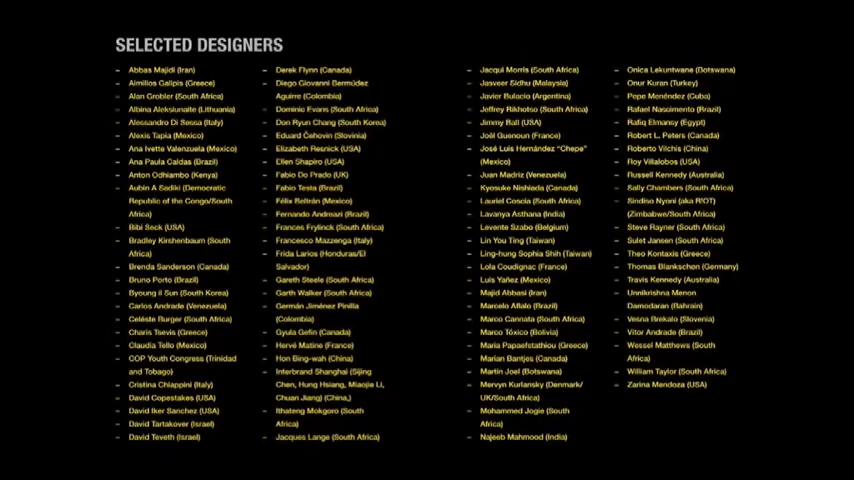 SELECTED DESIGNERS
– Abbas Majidi (Iran)
– Aimilios Galipis (Greece)
– Alan Grobler (South Africa)
– Albina Aleksiunaite (Lithuania)
– Alessandro Di Sessa (Italy)
– Alexis Tapia (Mexico)
– Ana Ivette Valenzuela (Mexico)
– Ana Paula Caldas (Brazil)
– Anton Odhiambo (Kenya)
– Aubin A Sadiki (Democratic
Republic of the Congo/South
Africa)
– Bibi Seck (USA)
– Bradley Kirshenbaum (South
Africa)
– Brenda Sanderson (Canada)
– Bruno Porto (Brazil)
– Byoung il Sun (South Korea)
– Carlos Andrade (Venezuela)
– Celéste Burger (South Africa)
– Charis Tsevis (Greece)
– Claudia Tello (Mexico)
– COP Youth Congress (Trinidad
and Tobago)
– Cristina Chiappini (Italy)
– David Copestakes (USA)
– David Iker Sanchez (USA)
– David Tartakover (Israel)
– David Teveth (Israel)
– Derek Flynn (Canada)
– Diego Giovanni Bermúdez
Aguirre (Colombia)
– Dominic Evans (South Africa)
– Don Ryun Chang (South Korea)
– Eduard Čehovin (Slovinia)
– Elizabeth Resnick (USA)
– Ellen Shapiro (USA)
– Fabio Do Prado (UK)
– Fabio Testa (Brazil)
– Félix Beltrán (Mexico)
– Fernando Andreazi (Brazil)
– Frances Frylinck (South Africa)
– Francesco Mazzenga (Italy)
– Frida Larios (Honduras/El
Salvador)
– Gareth Steele (South Africa)
– Garth Walker (South Africa)
– Germán Jiménez Pinilla
(Colombia)
– Gyula Gefin (Canada)
– Hervé Matine (France)
– Hon Bing-wah (China)
– Interbrand Shanghai (Sijing
Chen, Hung Hsiang, Miaojie Li,
Chuan Jiang) (China,)
– Ithateng Mokgoro (South
Africa)
– Jacques Lange (South Africa)
– Jacqui Morris (South Africa)
– Jasveer Sidhu (Malaysia)
– Javier Bulacio (Argentina)
– Jeffrey Rikhotso (South Africa)
– Jimmy Ball (USA)
– Joël Guenoun (France)
– José Luis Hernández “Chepe”
(Mexico)
– Juan Madriz (Venezuela)
– Kyosuke Nishiada (Canada)
– Lauriel Coscia (South Africa)
– Lavanya Asthana (India)
– Levente Szabo (Belgium)
– Lin You Ting (Taiwan)
– Ling-hung Sophia Shih (Taiwan)
– Lola Coudignac (France)
– Luis Yañez (Mexico)
– Majid Abbasi (Iran)
– Marcelo Aflalo (Brazil)
– Marco Cannata (South Africa)
– Marco Tóxico (Bolivia)
– Maria Papaefstathiou (Greece)
– Marian Bantjes (Canada)
– Martin Joel (Botswana)
– Mervyn Kurlansky (Denmark/
UK/South Africa)
– Mohammed Jogie (South
Africa)
– Najeeb Mahmood (India)
– Onica Lekuntwane (Botswana)
– Onur Kuran (Turkey)
– Pepe Menéndez (Cuba)
– Rafael Nascimento (Brazil)
– Rafiq Elmansy (Egypt)
– Robert L. Peters (Canada)
– Roberto Vilchis (China)
– Roy Villalobos (USA)
– Russell Kennedy (Australia)
– Sally Chambers (South Africa)
– Sindiso Nyoni (aka R!OT)
(Zimbabwe/South Africa)
– Steve Rayner (South Africa)
– Sulet Jansen (South Africa)
– Theo Kontaxis (Greece)
– Thomas Blankschøn (Germany)
– Travis Kennedy (Australia)
– Unnikrishna Menon
Damodaran (Bahrain)
– Vesna Brekalo (Slovenia)
– Vitor Andrade (Brazil)
– Wessel Matthews (South
Africa)
– William Taylor (South Africa)
– Zarina Mendoza (USA)